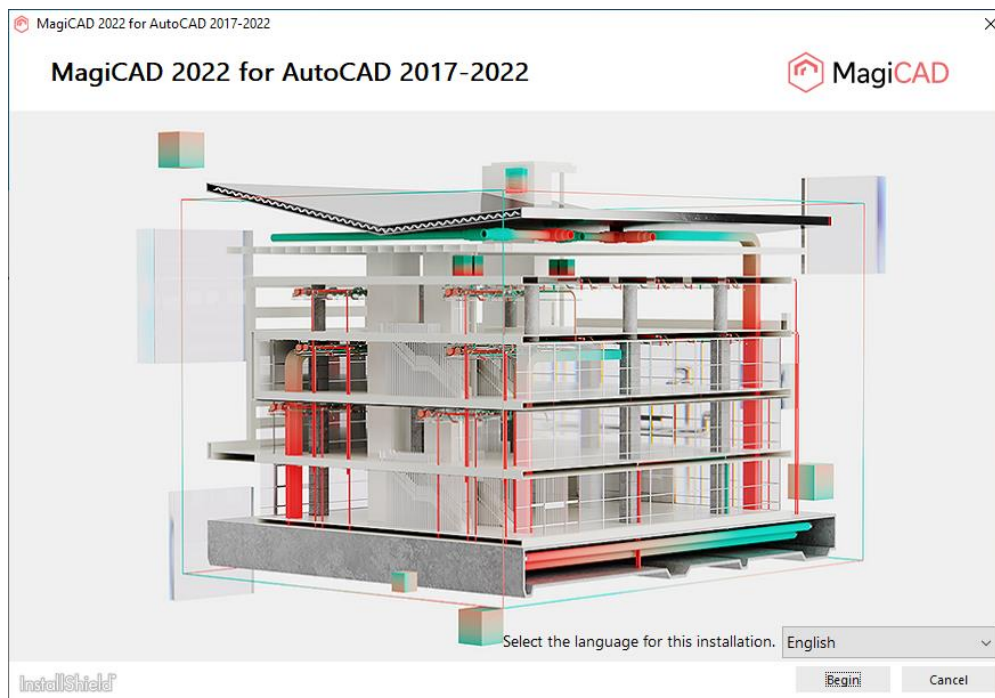 MagiCAD 2022 for AutoCAD 2017-2022
MagiCAD 2022 for AutoCAD 2017-2022
MagiCAD
Select the language for this installation.
English
InstallShield
Begin
Cancel